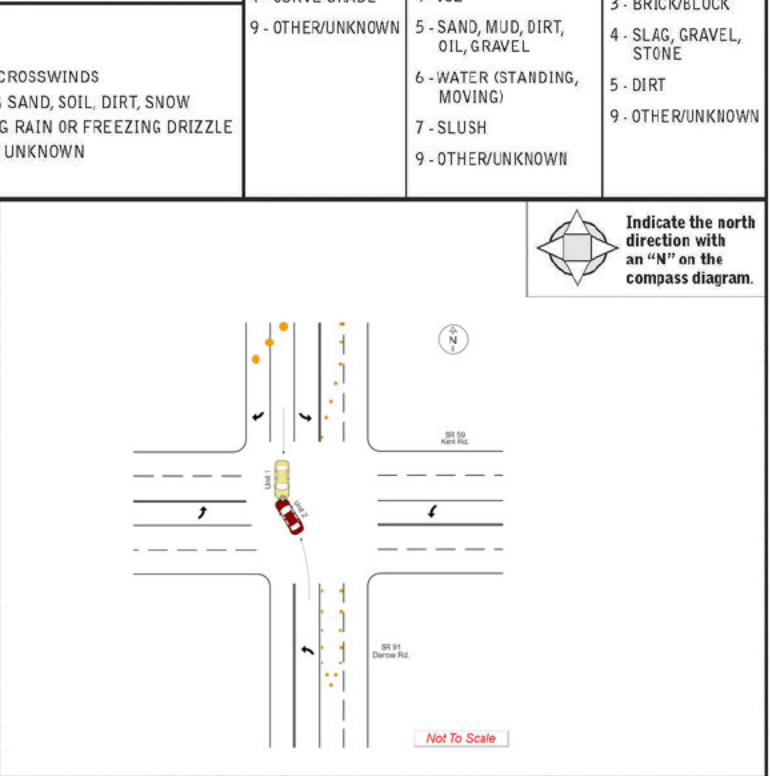 9 - OTHER/UNKNOWN
5 - SAND, MUD, DIRT,
OIL, GRAVEL
6 - WATER (STANDING,
MOVING)
7 - SLUSH
9 - OTHER/UNKNOWN
3 - BRICK/BLOCK
4 - SLAG, GRAVEL,
STONE
5 - DIRT
9 - OTHER/UNKNOWN
CROSSWINDS
SAND, SOIL, DIRT, SNOW
G RAIN OR FREEZING DRIZZLE
UNKNOWN
Indicate the north
direction with
an “N” on the
compass diagram.
N
SR 59
Kent Rd.
Unit 1
Unit 2
SR 91
Darrow Rd.
Not To Scale